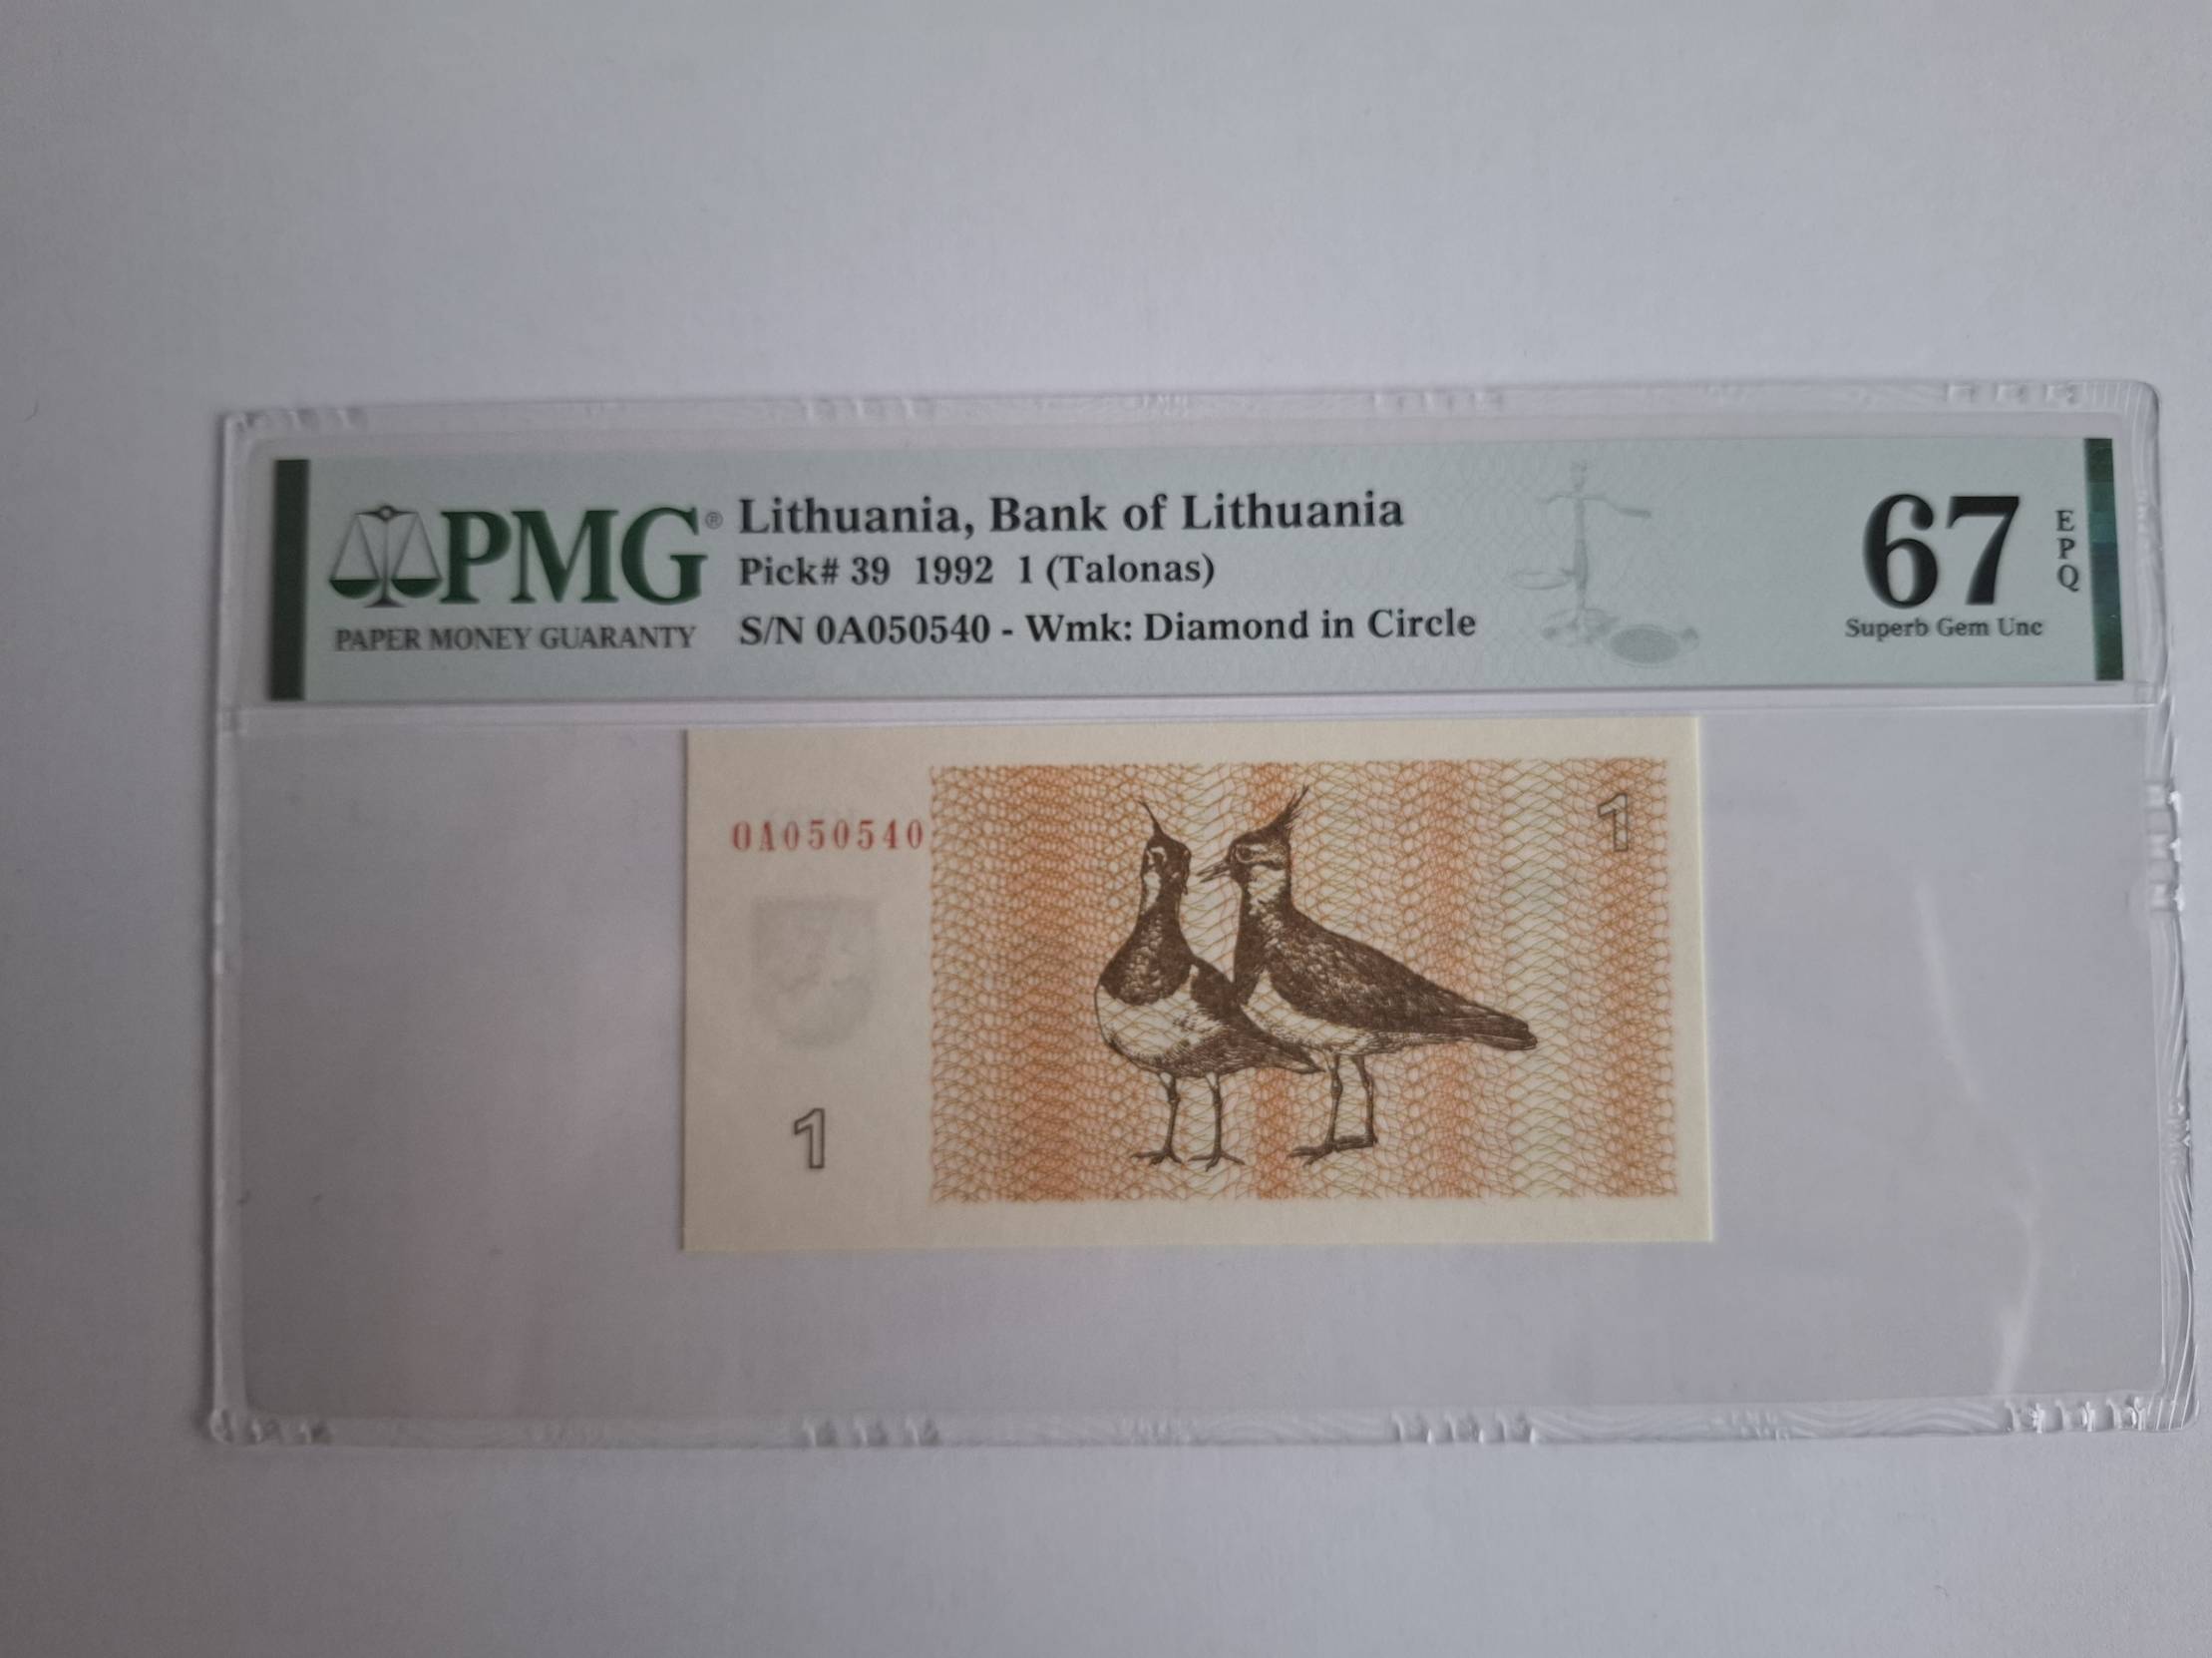 PMG®
PAPER MONEY GUARANTY
Lithuania, Bank of Lithuania
Pick# 39 1992 1 (Talonas)
S/N 0A050540 - Wmk: Diamond in Circle
67
EPQ
Superb Gem Unc
1
0A050540
1